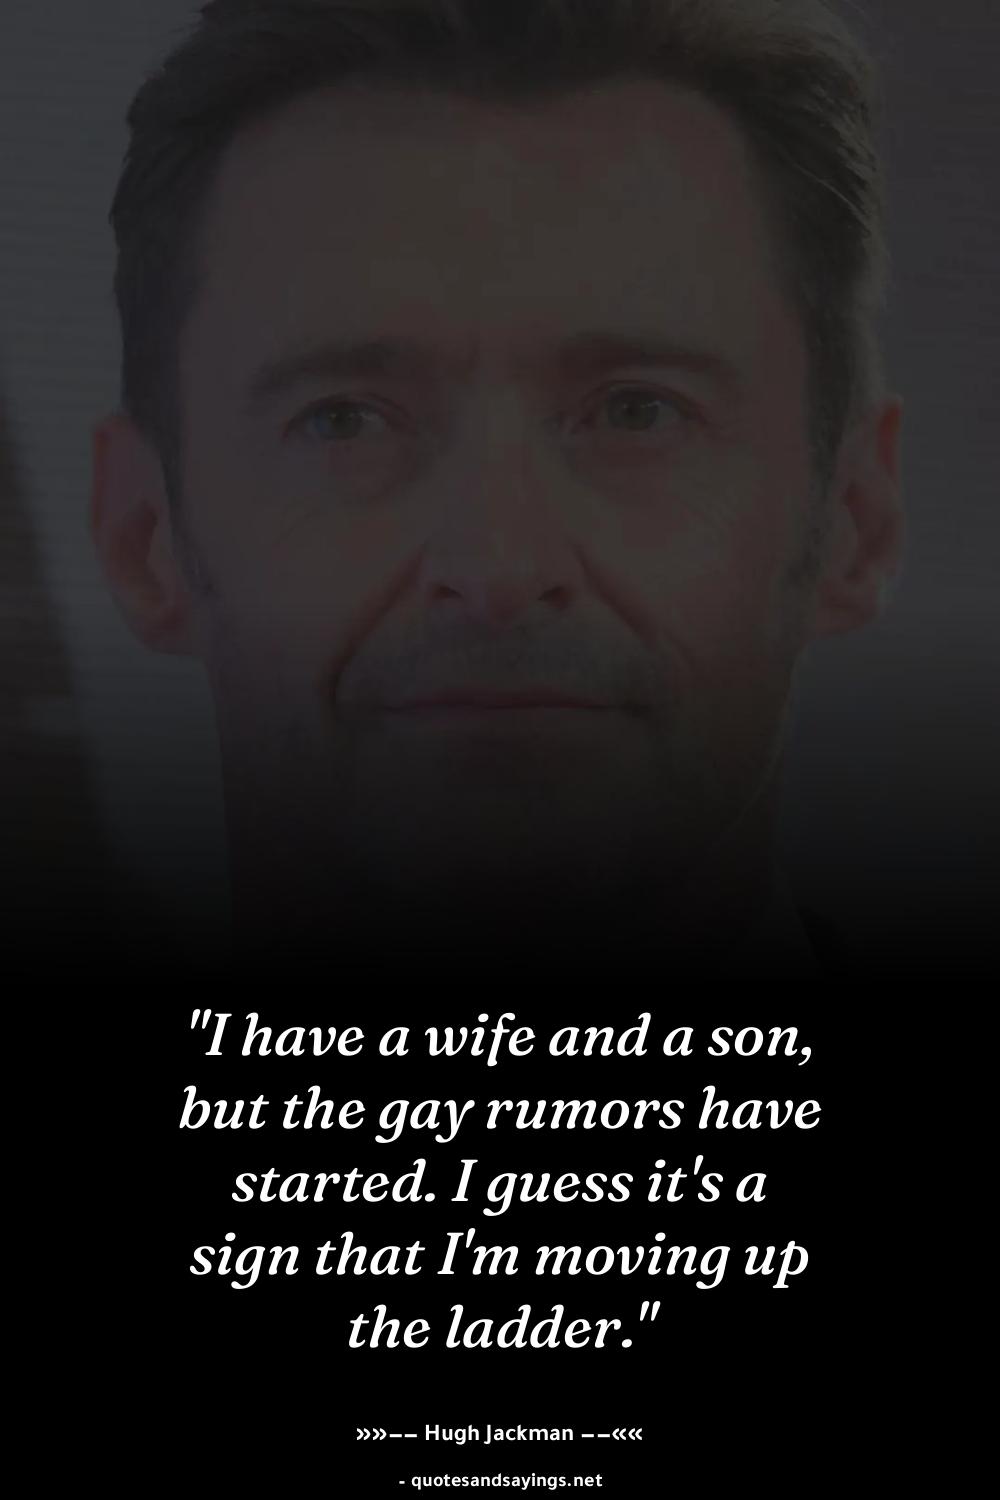 "I have a wife and a son,
but the gay rumors have
started. I guess it's a
sign that I'm moving up
the ladder."
»»–– Hugh Jackman ––««
- quotesandsayings.net